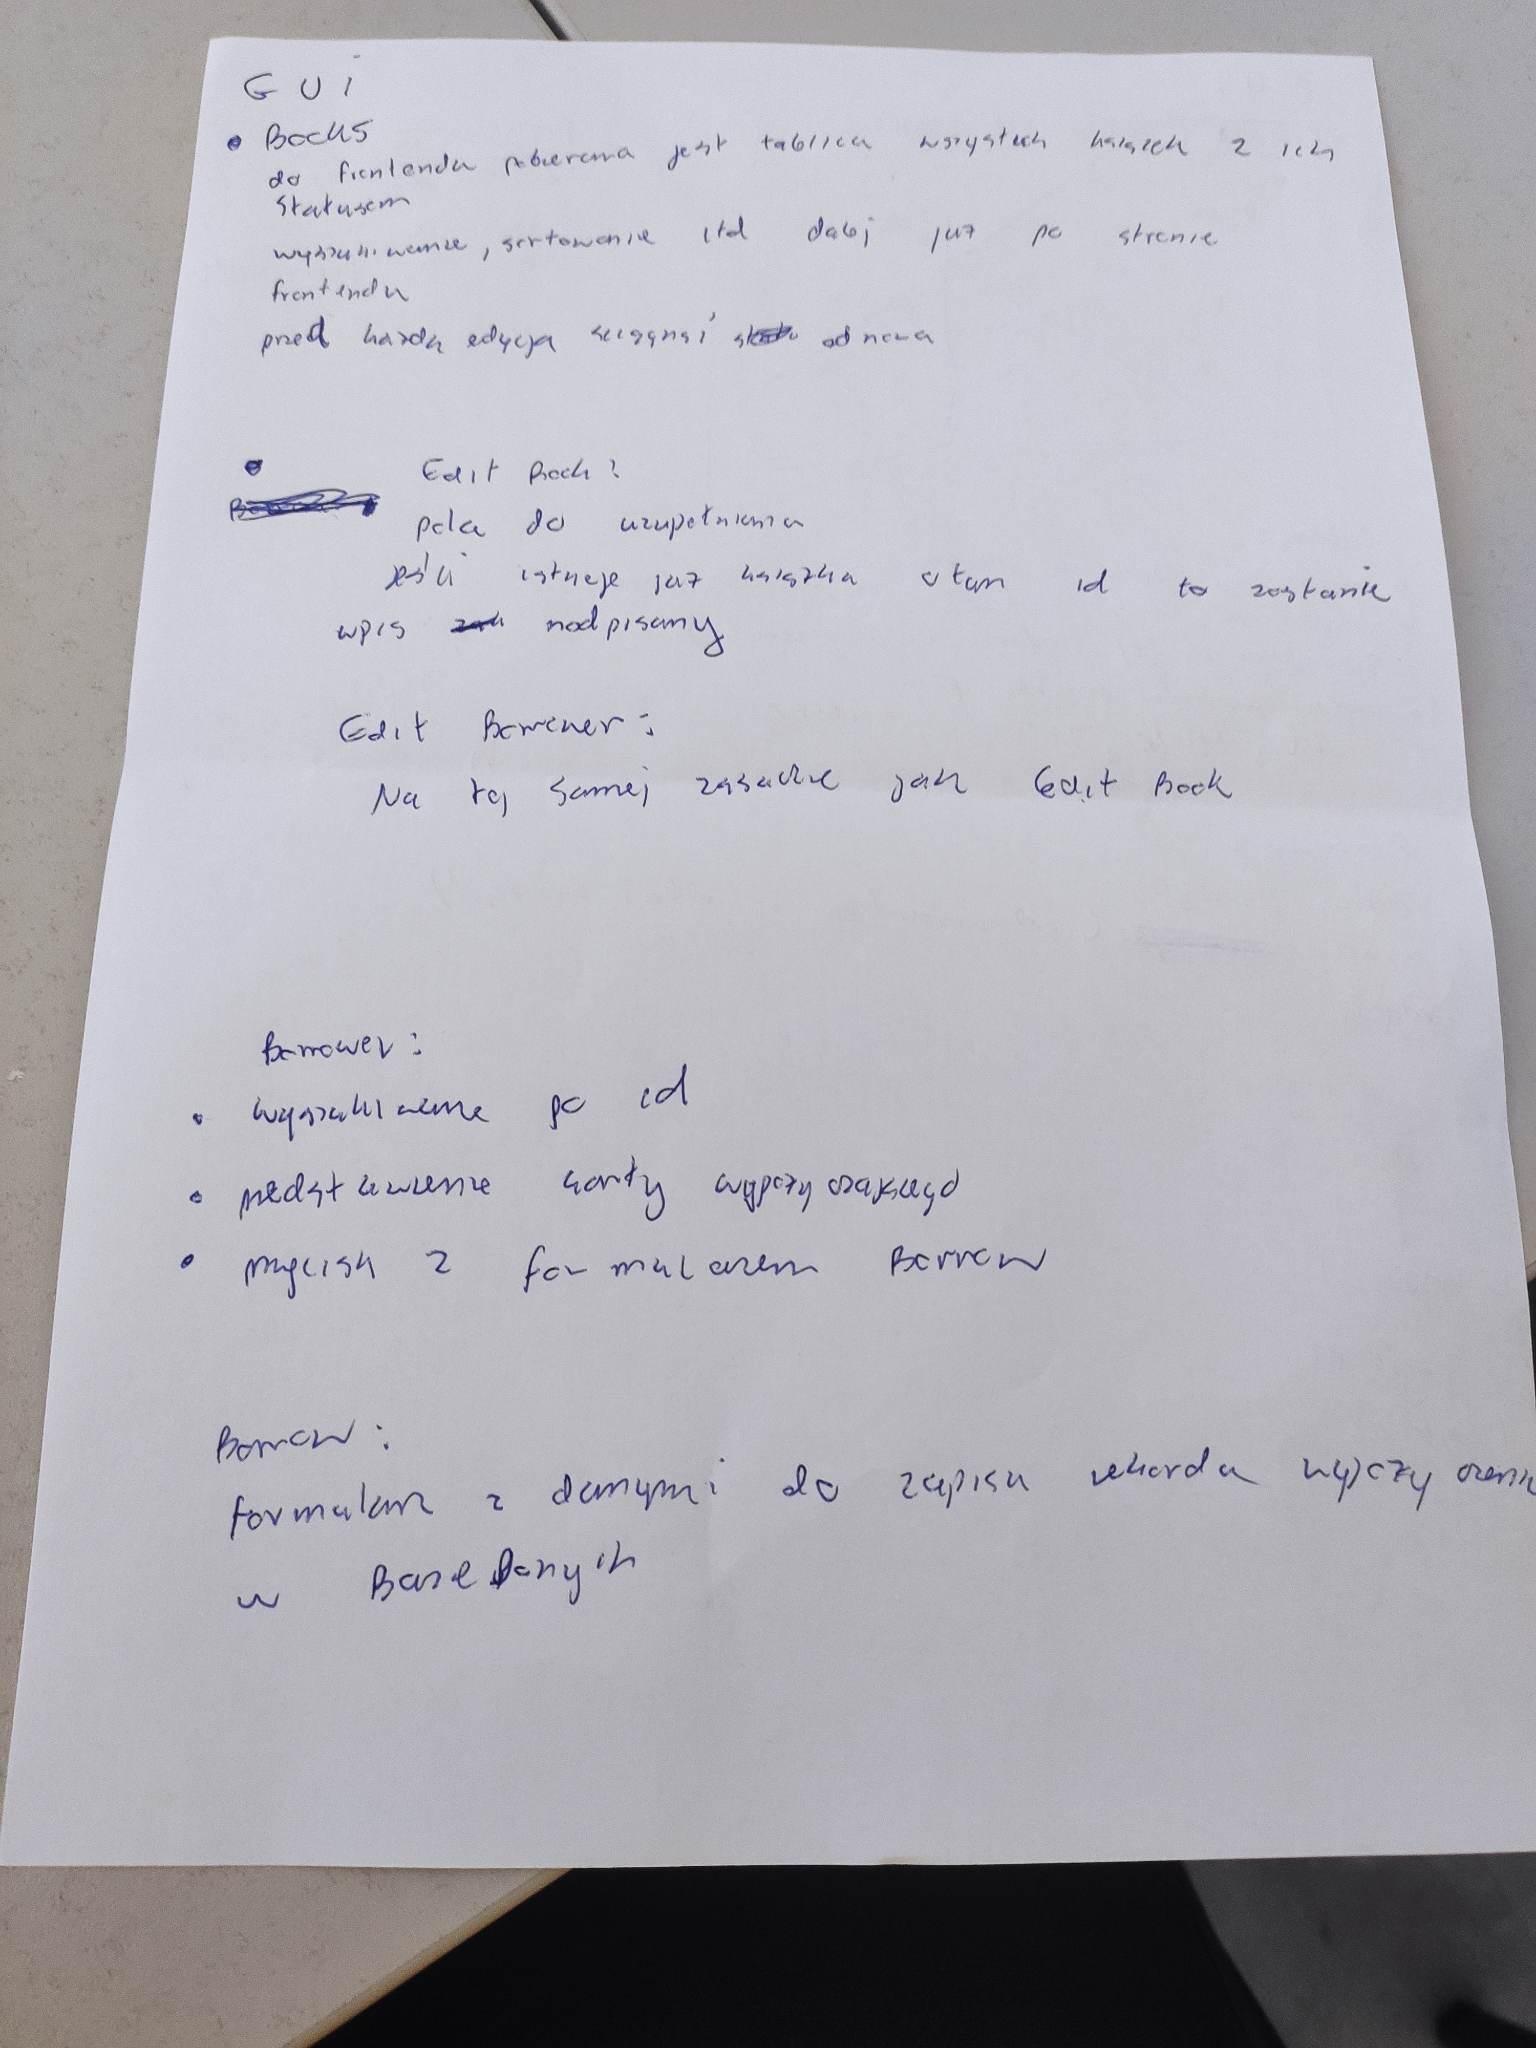 GUi
• Books
do frontendu pobierana jest tablica wszystkich książek z ich
statusem
wyszukiwanie, sortowanie itd dalej już po stronie
frontendu
przed każdą edycją ściągnąć od nowa
• Edit Book:
pola do uzupełnienia
jeśli istnieje już książka o tym id to zostanie
wpis nadpisany
Edit Borrower:
Na tej samej zasadzie jak Edit Book
Borrower:
• wyszukiwanie po id
• przedstawienie karty wypożyczającego
• przycisk z formularzem Borrow
Borrow:
formularz z danymi do zapisu rekordu wypożyczenia
w Bazie Danych